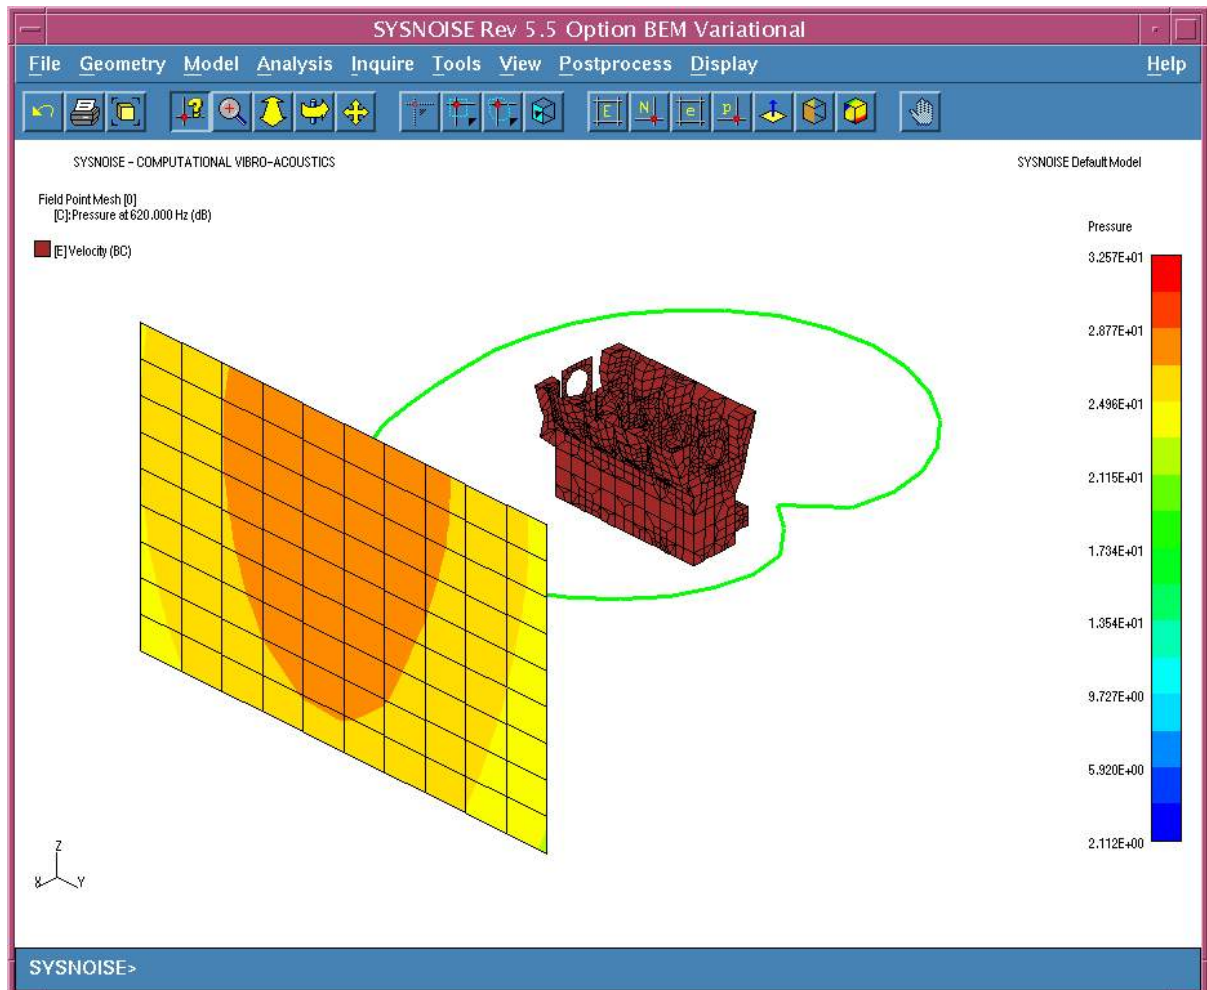 SYSNOISE Rev 5.5 Option BEM Variational
File Geometry Model Analysis Inquire Tools View Postprocess Display Help
E N e p
SYSNOISE - COMPUTATIONAL VIBRO-ACOUSTICS
SYSNOISE Default Model
Field Point Mesh [0]
[C]:Pressure at 620.000 Hz (dB)
[E] Velocity (BC)
Pressure
3.257E+01
2.877E+01
2.496E+01
2.115E+01
1.734E+01
1.354E+01
9.727E+00
5.920E+00
2.112E+00
Z
X Y
SYSNOISE>